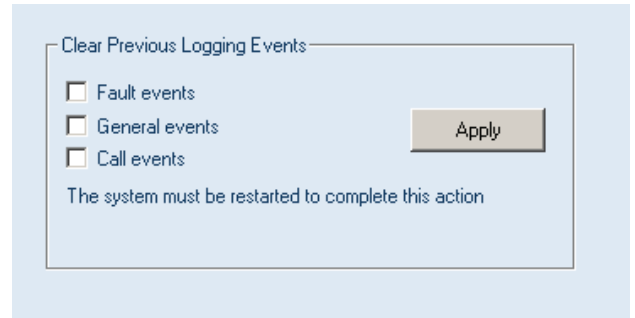 Clear Previous Logging Events
Fault events
General events
Apply
Call events
The system must be restarted to complete this action